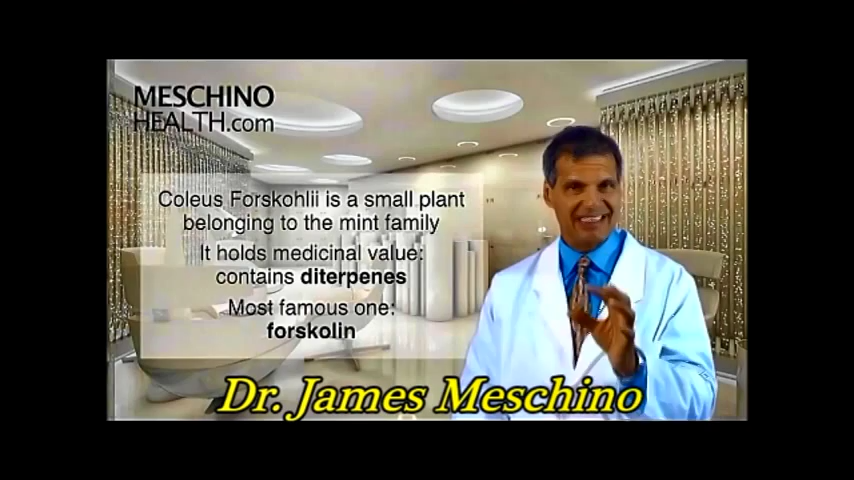 MESCHINO
HEALTH.com
Coleus Forskohlii is a small plant
belonging to the mint family
It holds medicinal value:
contains diterpenes
Most famous one:
forskolin
Dr. James Meschino